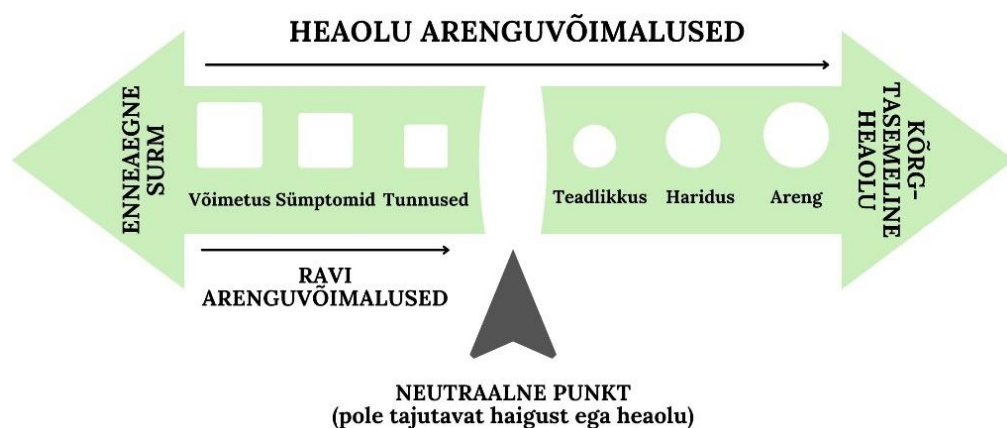 HEAOLU ARENGUVÕIMALUSED
ENNEAEGNE
SURM
Võimetus Sümptomid Tunnused
Teadlikkus Haridus Areng
KÕRG-
TASEMELINE
HEAOLU
RAVI
ARENGUVÕIMALUSED
NEUTRAALNE PUNKT
(pole tajutavat haigust ega heaolu)